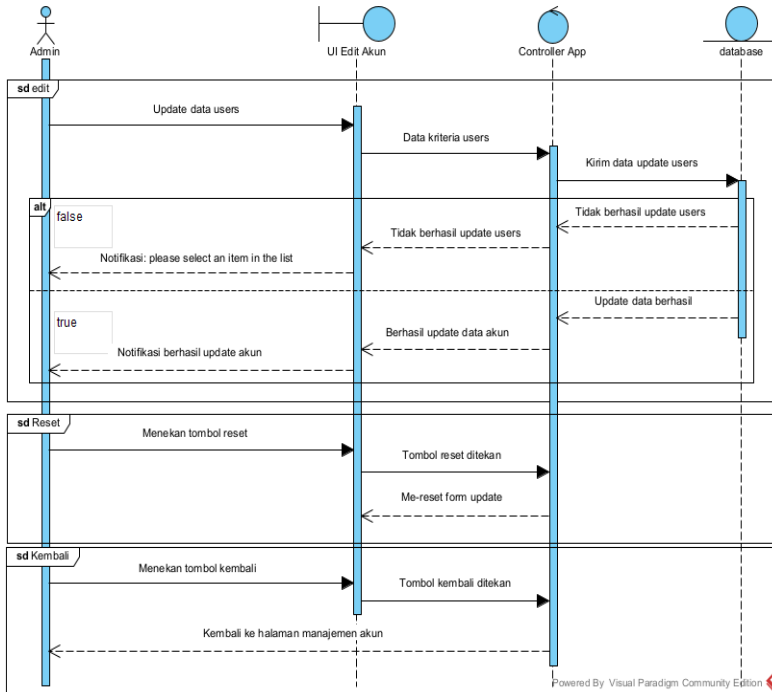 Admin
UI Edit Akun
Controller App
database
sd edit
Update data users
Data kriteria users
Kirim data update users
alt
false
Tidak berhasil update users
Tidak berhasil update users
Notifikasi: please select an item in the list
Update data berhasil
true
Berhasil update data akun
Notifikasi berhasil update akun
sd Reset
Menekan tombol reset
Tombol reset ditekan
Me-reset form update
sd Kembali
Menekan tombol kembali
Tombol kembali ditekan
Kembali ke halaman manajemen akun
Powered By Visual Paradigm Community Edition